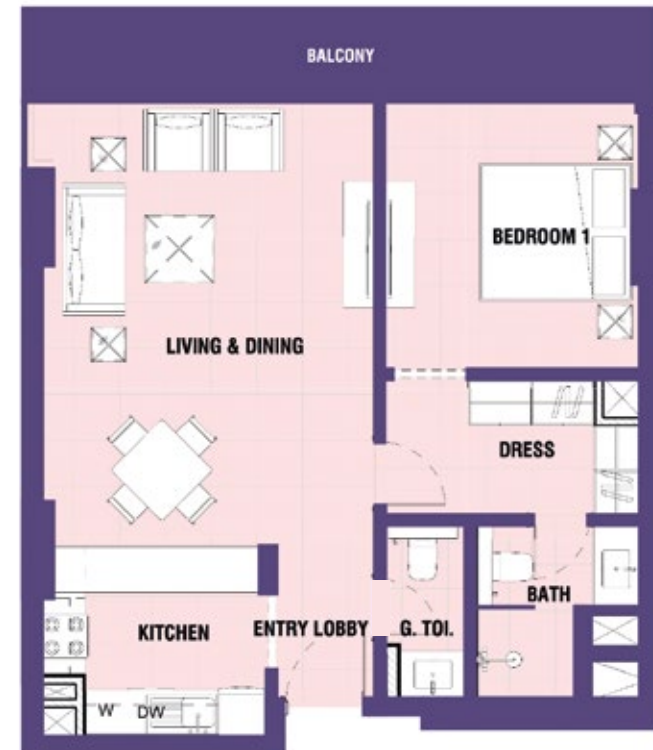 BALCONY
BEDROOM 1
LIVING & DINING
DRESS
BATH
KITCHEN
ENTRY LOBBY
G. TOI.
W
DW